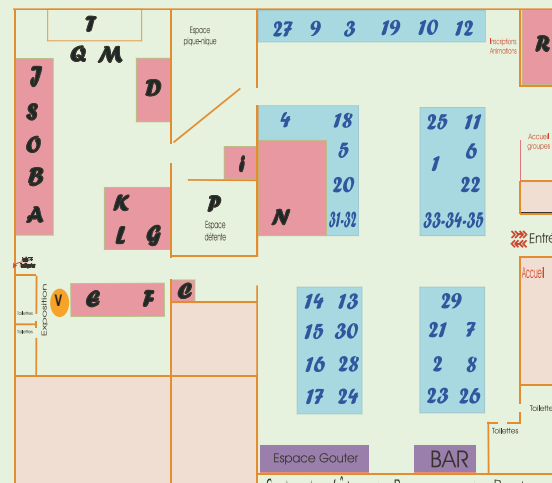 T
Q M
J
S
O
B
A
D
K
L G
Espace
pique-nique
i
P
Espace
détente
Exposition
Toilettes
Toilettes
V
E F
C
27 9 3 19 10 12
4 18
5
20
31-32
N
25 11
6
1
22
33-34-35
Inscriptions
Animations
R
Accueil
groupes
Entré
Accueil
14 13
15 30
16 28
17 24
29
21 7
2 8
23 26
Toilette
Toilettes
Espace Gouter
BAR